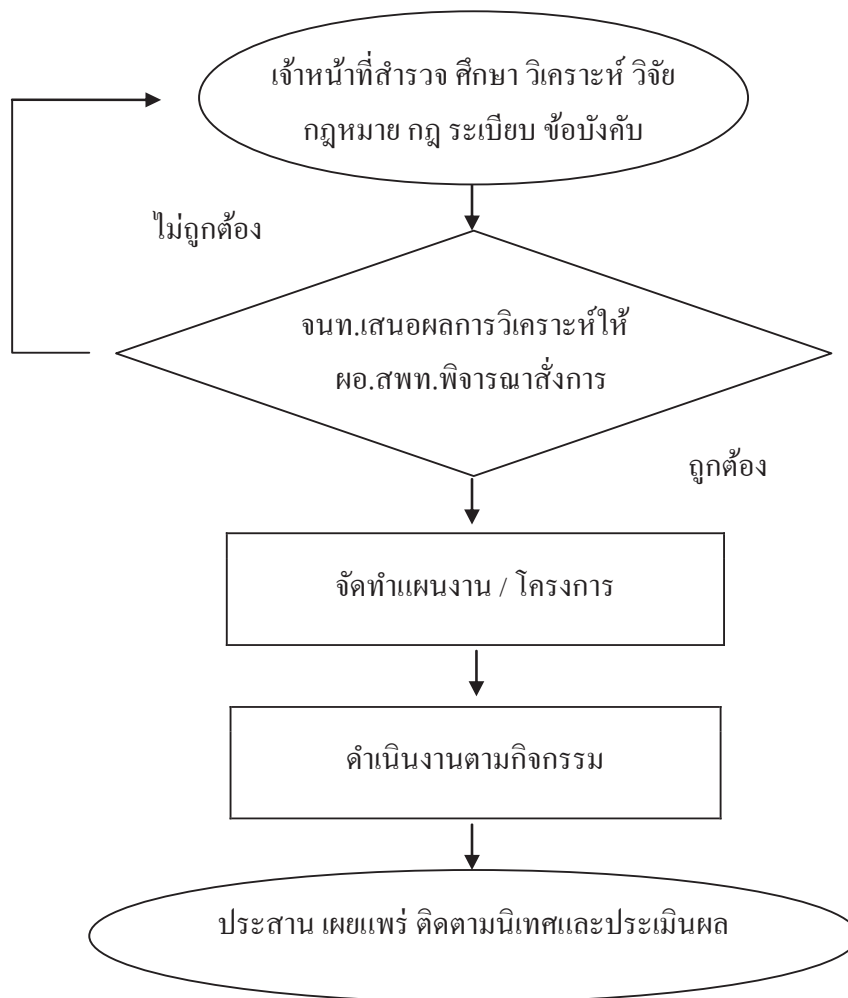 เจ้าหน้าที่สำรวจ ศึกษา วิเคราะห์ วิจัย
กฎหมาย กฎ ระเบียบ ข้อบังคับ
ไม่ถูกต้อง
จนท.เสนอผลการวิเคราะห์ให้
ผอ.สพท.พิจารณาสั่งการ
ถูกต้อง
จัดทำแผนงาน / โครงการ
ดำเนินงานตามกิจกรรม
ประสาน เผยแพร่ ติดตามนิเทศและประเมินผล